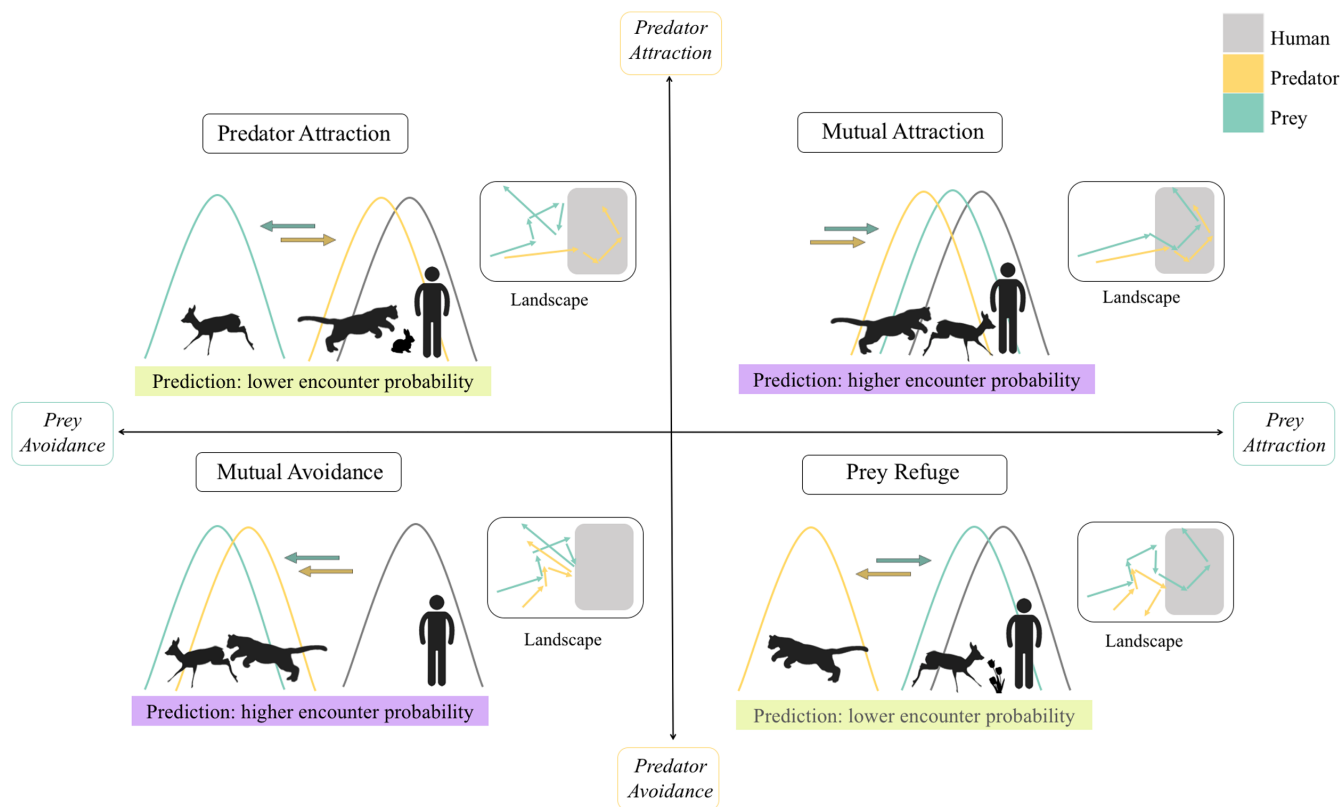 Predator
Attraction
Human
Predator
Prey
Predator Attraction
Mutual Attraction
Landscape
Landscape
Prediction: lower encounter probability
Prediction: higher encounter probability
Prey
Avoidance
Prey
Attraction
Mutual Avoidance
Prey Refuge
Landscape
Landscape
Prediction: higher encounter probability
Prediction: lower encounter probability
Predator
Avoidance